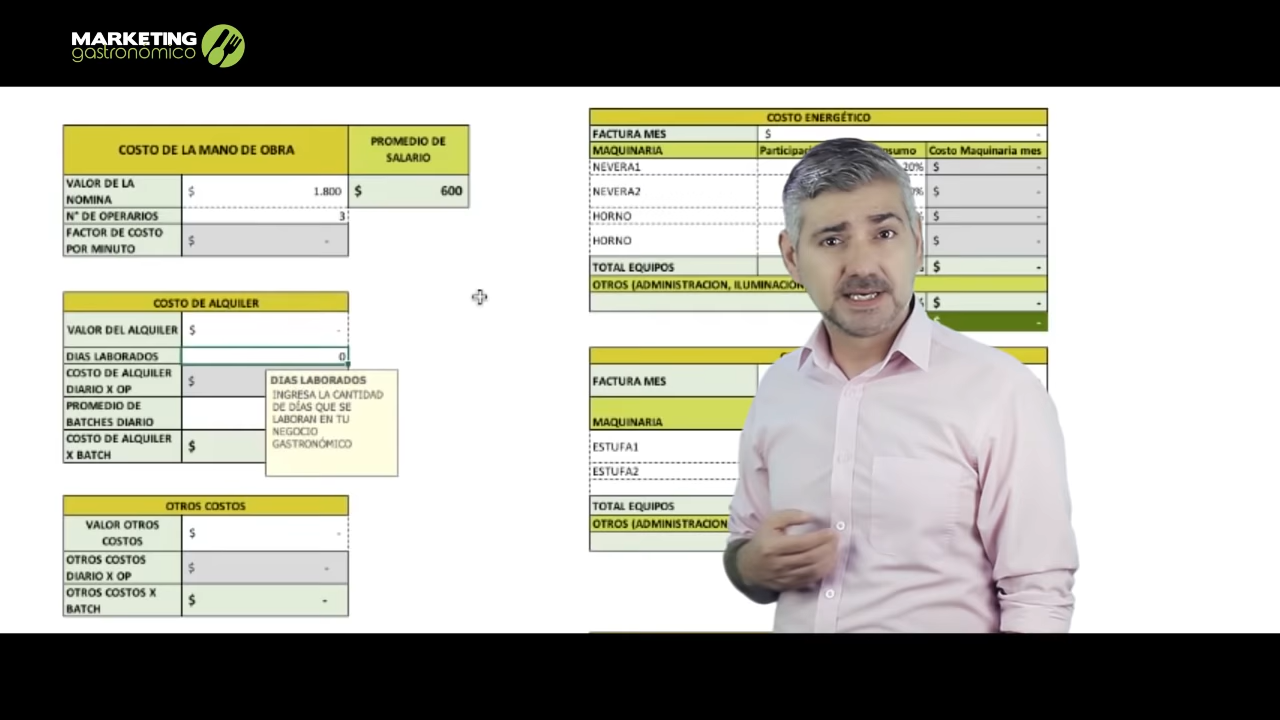 MARKETING
gastronómico
COSTO DE LA MANO DE OBRA
PROMEDIO DE
SALARIO
VALOR DE LA
NOMINA
$ 1.800
$ 600
N° DE OPERARIOS
3
FACTOR DE COSTO
POR MINUTO
$ -
COSTO DE ALQUILER
VALOR DEL ALQUILER
$ -
DIAS LABORADOS
0
COSTO DE ALQUILER
DIARIO X OP
$
PROMEDIO DE
BATCHES DIARIO
COSTO DE ALQUILER
X BATCH
$
DIAS LABORADOS
INGRESA LA CANTIDAD
DE DÍAS QUE SE
LABORAN EN TU
NEGOCIO
GASTRONÓMICO
OTROS COSTOS
VALOR OTROS
COSTOS
$ -
OTROS COSTOS
DIARIO X OP
$ -
OTROS COSTOS X
BATCH
$ -
COSTO ENERGÉTICO
FACTURA MES
$ -
MAQUINARIA
Costo Maquinaria mes
NEVERA1
20%
$ -
NEVERA2
$ -
HORNO
$ -
HORNO
$ -
TOTAL EQUIPOS
$ -
OTROS (ADMINISTRACION, ILUMINACIÓN
$ -
-
FACTURA MES
MAQUINARIA
ESTUFA1
ESTUFA2
TOTAL EQUIPOS
OTROS (ADMINISTRACION